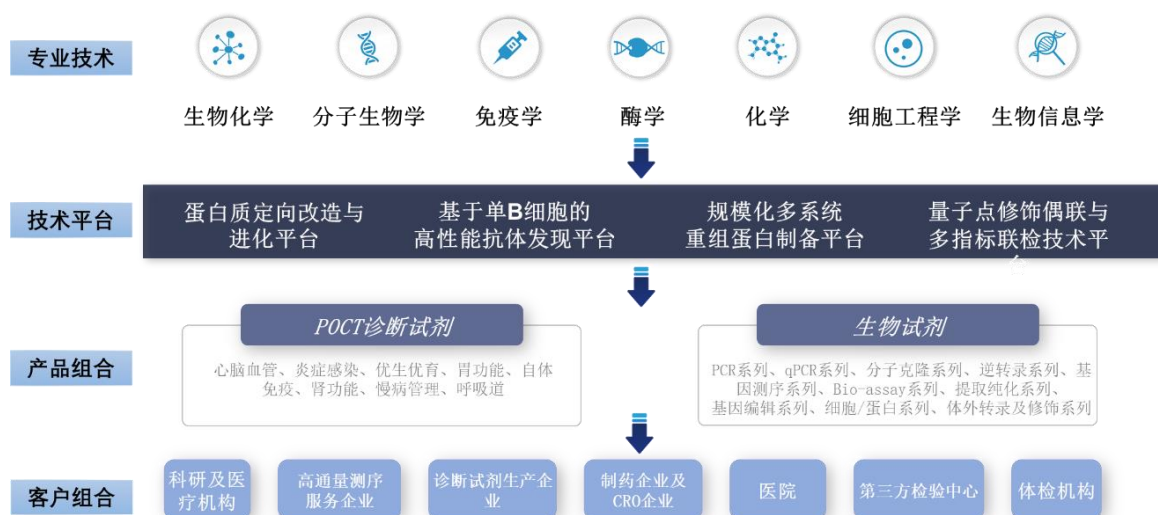 专业技术
生物化学
分子生物学
免疫学
酶学
化学
细胞工程学
生物信息学
技术平台
蛋白质定向改造与
进化平台
基于单B细胞的
高性能抗体发现平台
规模化多系统
重组蛋白制备平台
量子点修饰偶联与
多指标联检技术平
台
产品组合
POCT诊断试剂
心脑血管、炎症感染、优生优育、胃功能、自体
免疫、肾功能、慢病管理、呼吸道
生物试剂
PCR系列、qPCR系列、分子克隆系列、逆转录系列、基
因测序系列、Bio-assay系列、提取纯化系列、
基因编辑系列、细胞/蛋白系列、体外转录及修饰系列
客户组合
科研及医
疗机构
高通量测序
服务企业
诊断试剂生产企
业
制药企业及
CRO企业
医院
第三方检验中心
体检机构